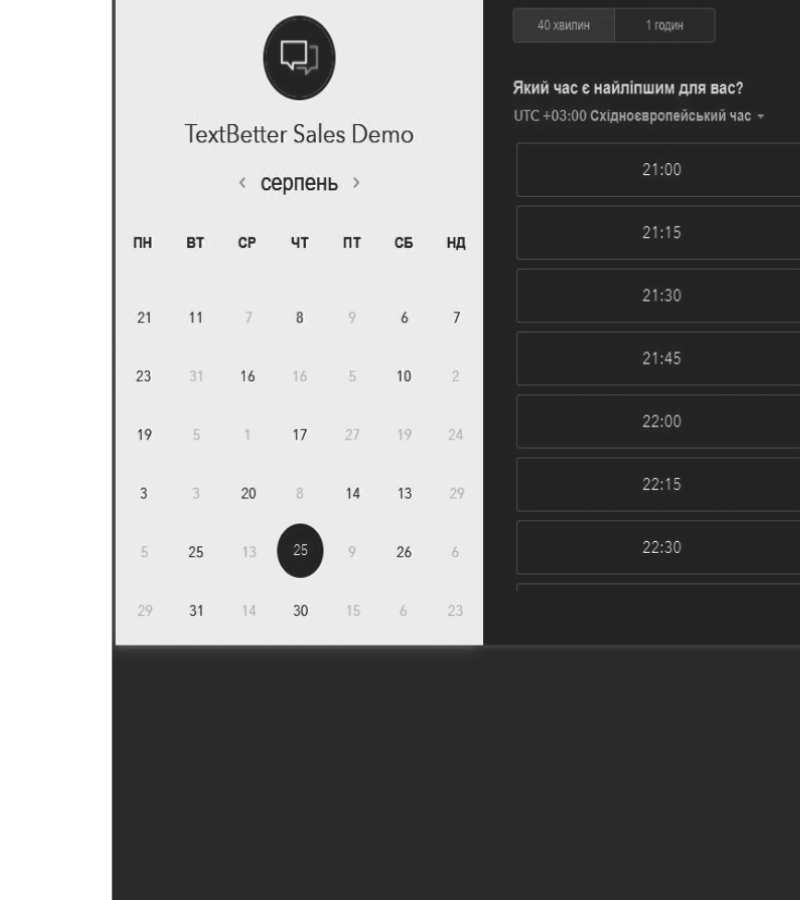 TextBetter Sales Demo
‹ серпень ›
ПН ВТ СР ЧТ ПТ СБ НД
21 11 7 8 9 6 7
23 31 16 16 5 10 2
19 5 1 17 27 19 24
3 3 20 8 14 13 29
5 25 13 25 9 26 6
29 31 14 30 15 6 23
40 хвилин 1 годин
Який час є найліпшим для вас?
UTC +03:00 Східноєвропейський час
21:00
21:15
21:30
21:45
22:00
22:15
22:30